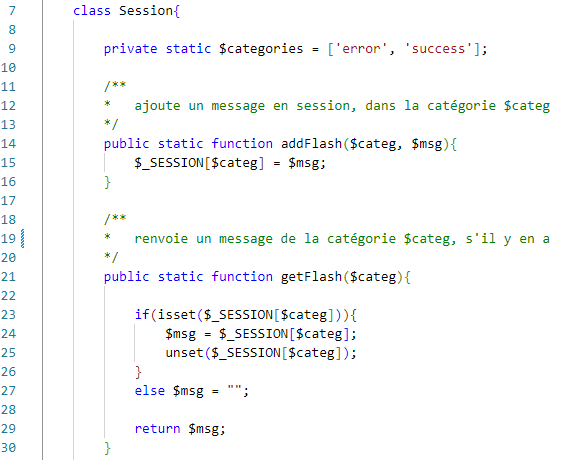 7 class Session{
8
9 private static $categories = ['error', 'success'];
10
11 /**
12 * ajoute un message en session, dans la catégorie $categ
13 */
14 public static function addFlash($categ, $msg){
15 $_SESSION[$categ] = $msg;
16 }
17
18 /**
19 * renvoie un message de la catégorie $categ, s'il y en a
20 */
21 public static function getFlash($categ){
22
23 if(isset($_SESSION[$categ])){
24 $msg = $_SESSION[$categ];
25 unset($_SESSION[$categ]);
26 }
27 else $msg = "";
28
29 return $msg;
30 }